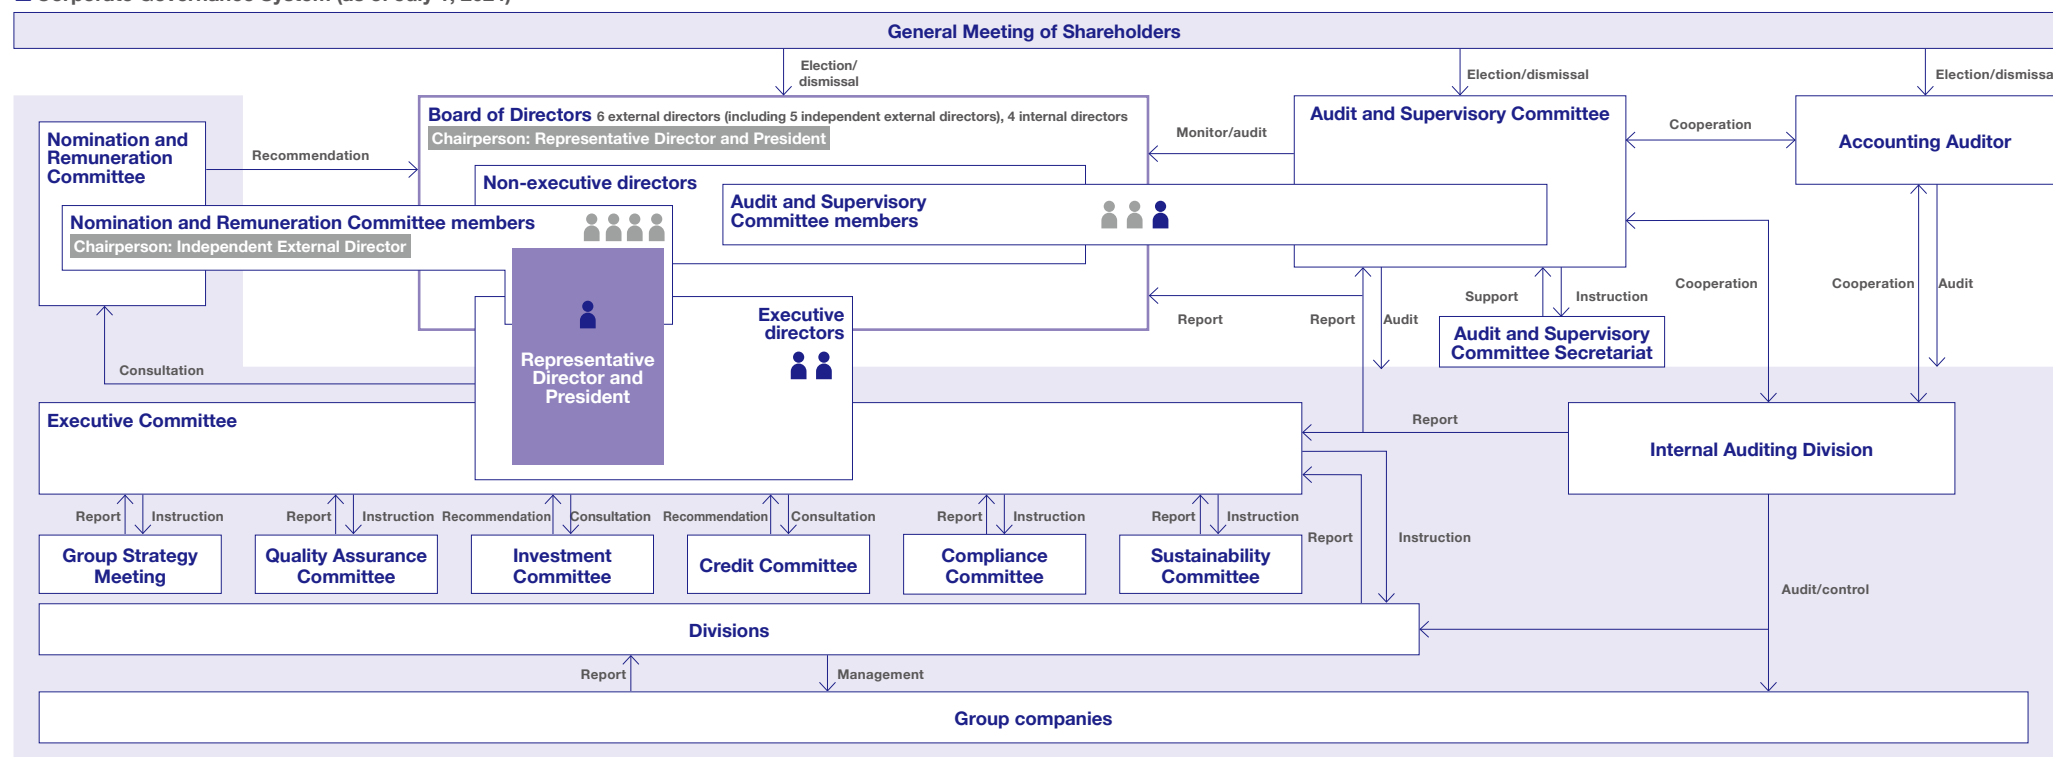 General Meeting of Shareholders
Election/
dismissal
Election/dismissal
Election/dismissa
Board of Directors 6 external directors (including 5 independent external directors), 4 internal directors
Chairperson: Representative Director and President
Audit and Supervisory Committee
Accounting Auditor
Cooperation
Monitor/audit
Nomination and
Remuneration
Committee
Recommendation
Non-executive directors
Audit and Supervisory
Committee members
Nomination and Remuneration Committee members
Chairperson: Independent External Director
Representative
Director and
President
Executive
directors
Report
Report
Audit
Support
Instruction
Cooperation
Cooperation
Audit
Audit and Supervisory
Committee Secretariat
Consultation
Executive Committee
Report
Internal Auditing Division
Report
Instruction
Report
Instruction
Recommendation
Consultation
Recommendation
Consultation
Report
Instruction
Report
Instruction
Report
Instruction
Group Strategy
Meeting
Quality Assurance
Committee
Investment
Committee
Credit Committee
Compliance
Committee
Sustainability
Committee
Audit/control
Divisions
Report
Management
Group companies